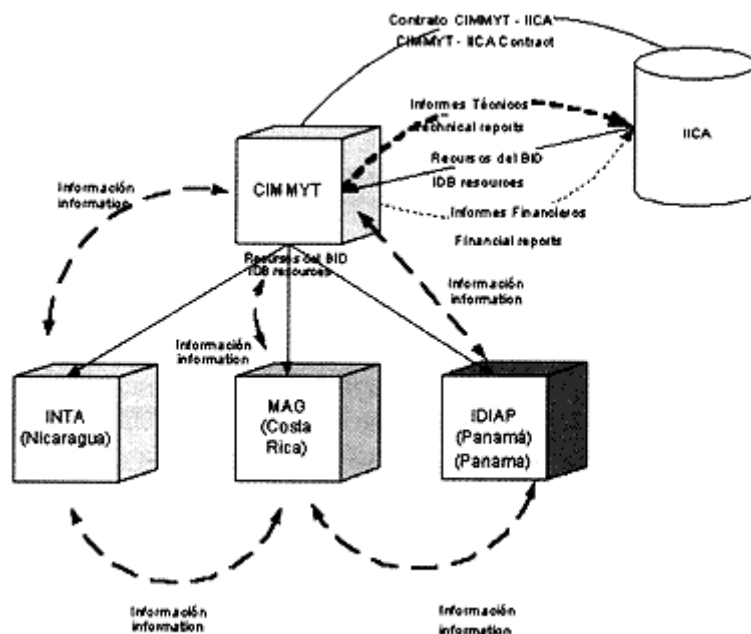 Contrato CIMMYT - IICA
CIMMYT - IICA Contract
Informes Técnicos
Technical reports
IICA
Recursos del BID
IDB resources
CIMMYT
Información
information
Informes Financieros
Financial reports
Recursos del BID
IDB resources
Información
information
Información
information
INTA
(Nicaragua)
MAG
(Costa
Rica)
IDIAP
(Panamá)
(Panama)
Información
information
Información
information